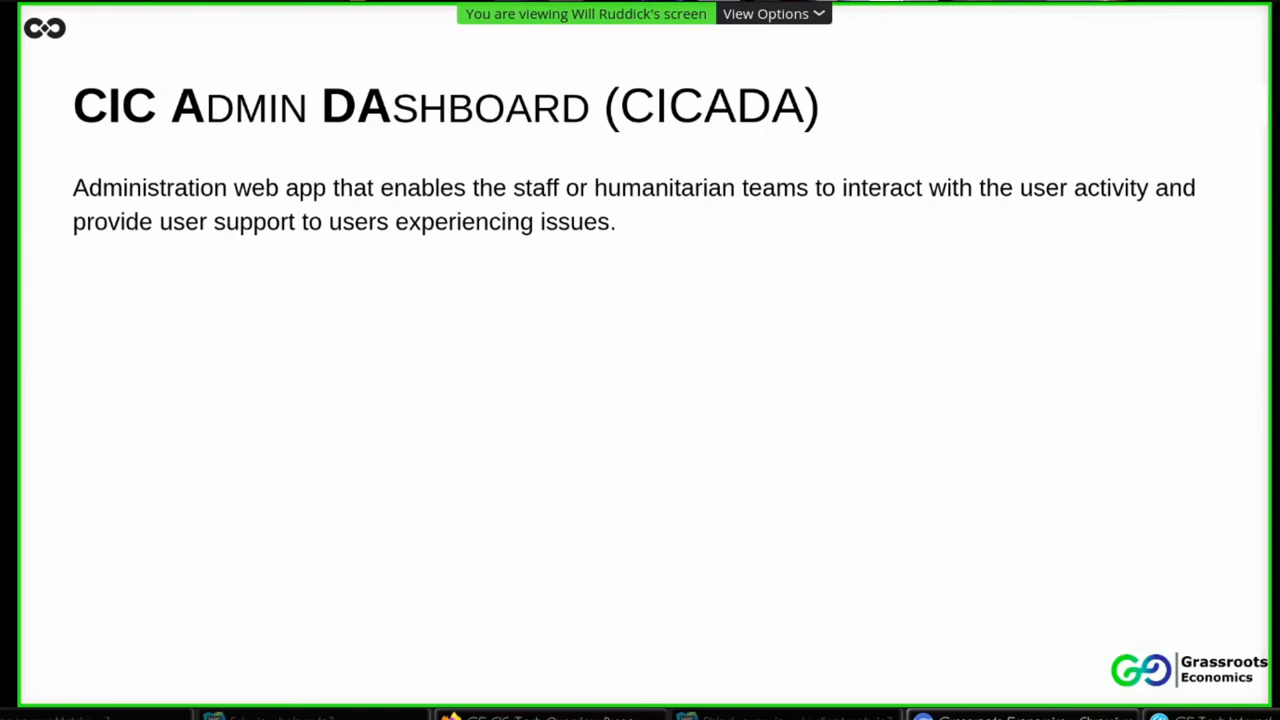 You are viewing Will Ruddick's screen View Options
CIC ADMIN DASHBOARD (CICADA)
Administration web app that enables the staff or humanitarian teams to interact with the user activity and
provide user support to users experiencing issues.
Grassroots
Economics